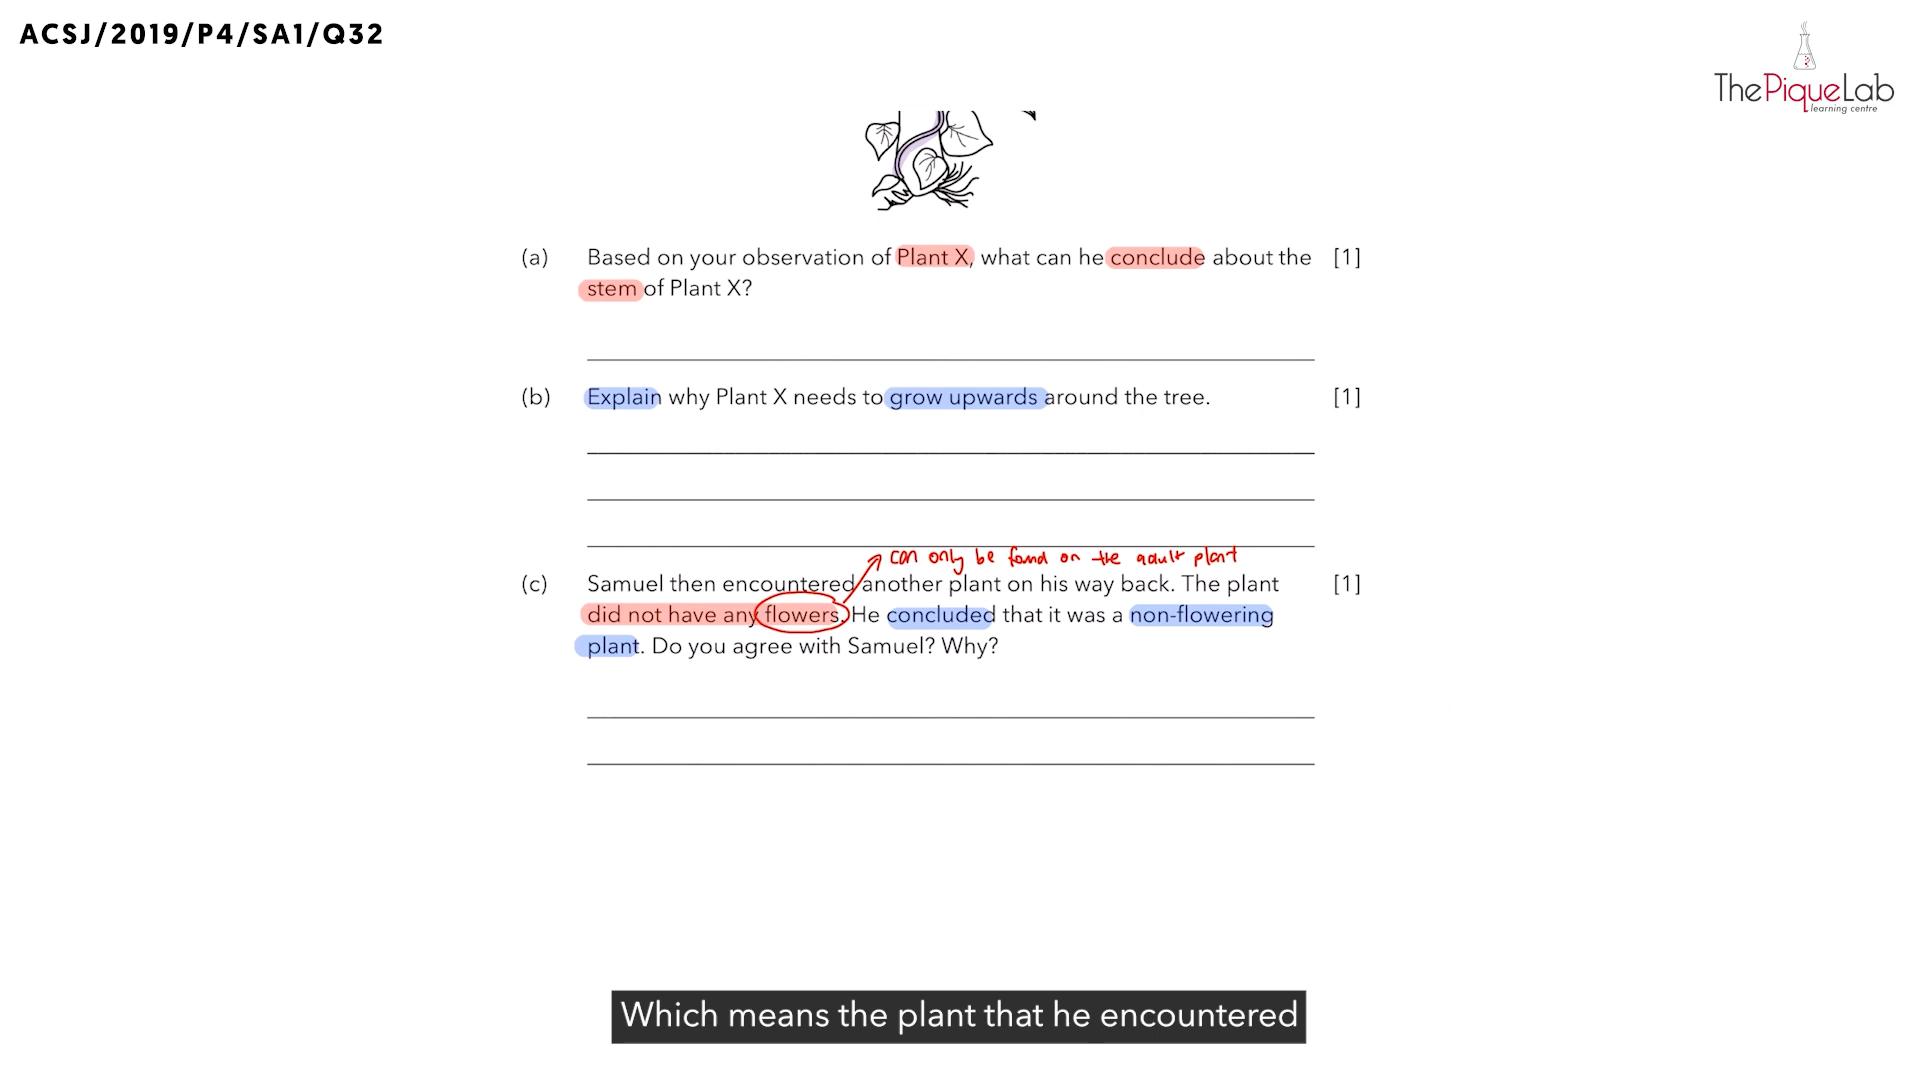 ACSJ/2019/P4/SA1/Q32
ThePiqueLab
learning centre
(a) Based on your observation of Plant X, what can he conclude about the [1]
stem of Plant X?
(b) Explain why Plant X needs to grow upwards around the tree. [1]
can only be found on the adult plant
(c) Samuel then encountered another plant on his way back. The plant [1]
did not have any flowers. He concluded that it was a non-flowering
plant. Do you agree with Samuel? Why?
Which means the plant that he encountered